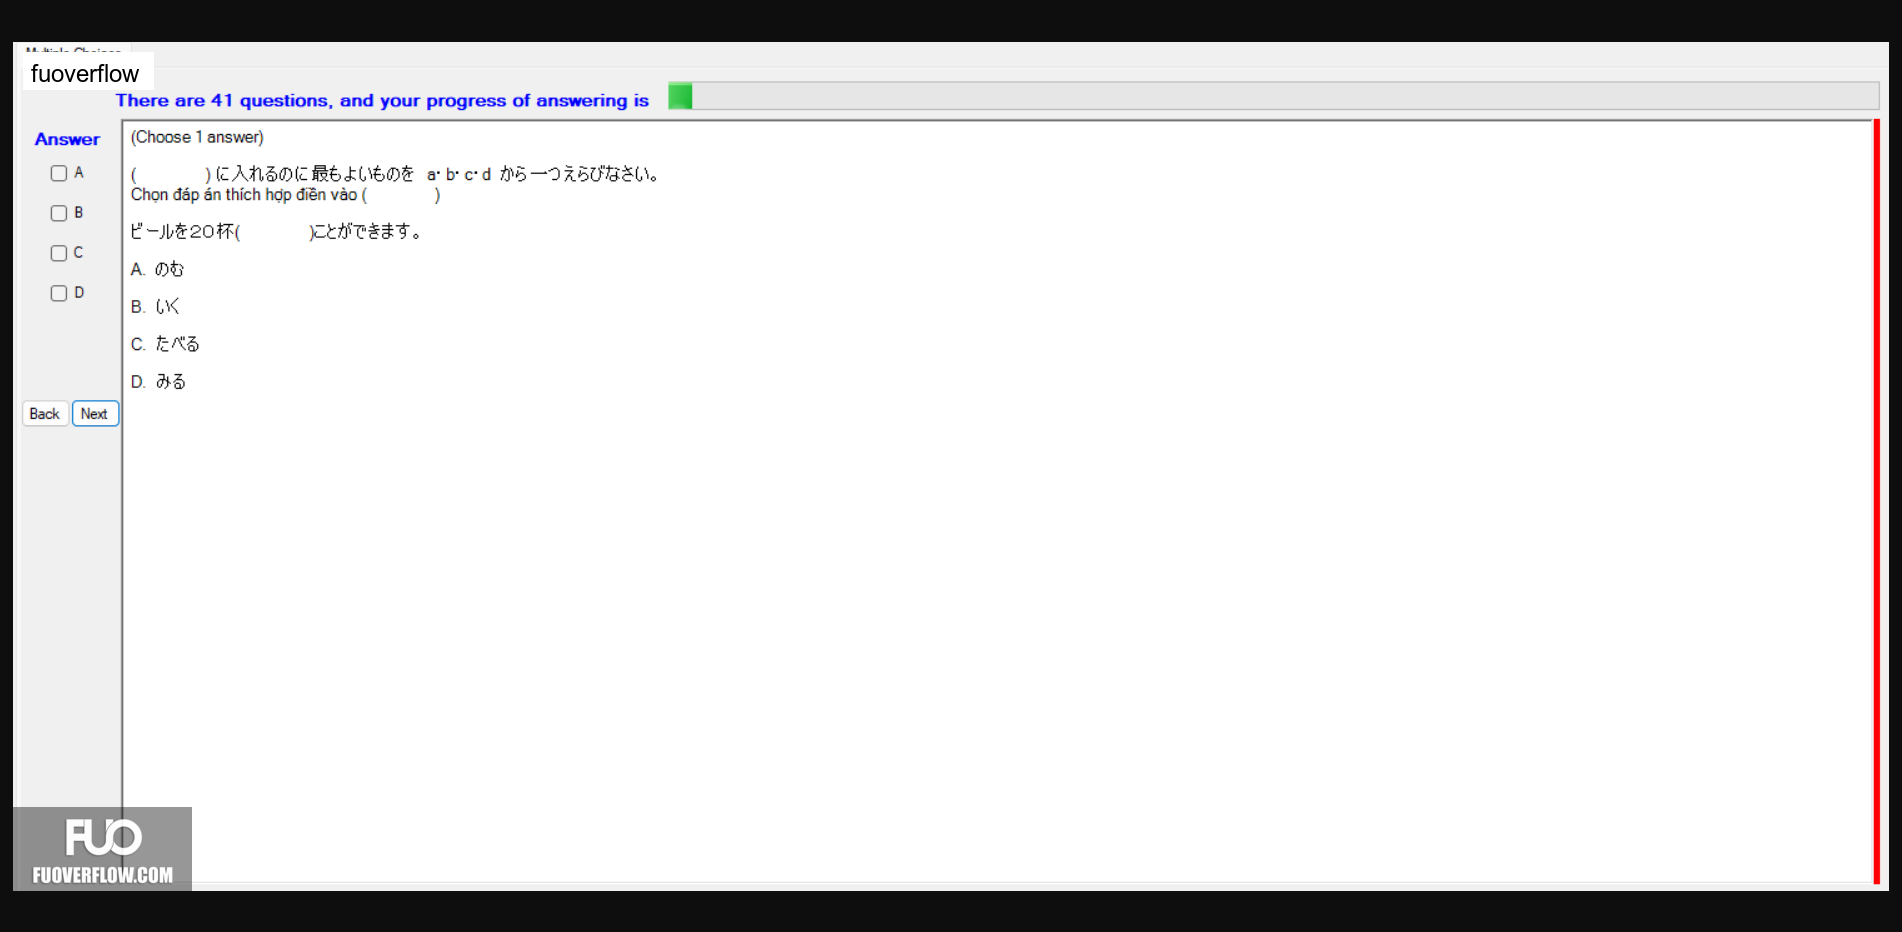 fuoverflow
There are 41 questions, and your progress of answering is
Answer
(Choose 1 answer)
A
( ) に入れるのに最もよいものを a・b・c・d から一つえらびなさい。
Chọn đáp án thích hợp điền vào ( )
B
ビールを20杯( )ことができます。
C
A. のむ
D
B. いく
C. たべる
D. みる
Back Next
FUO
FUOVERFLOW.COM